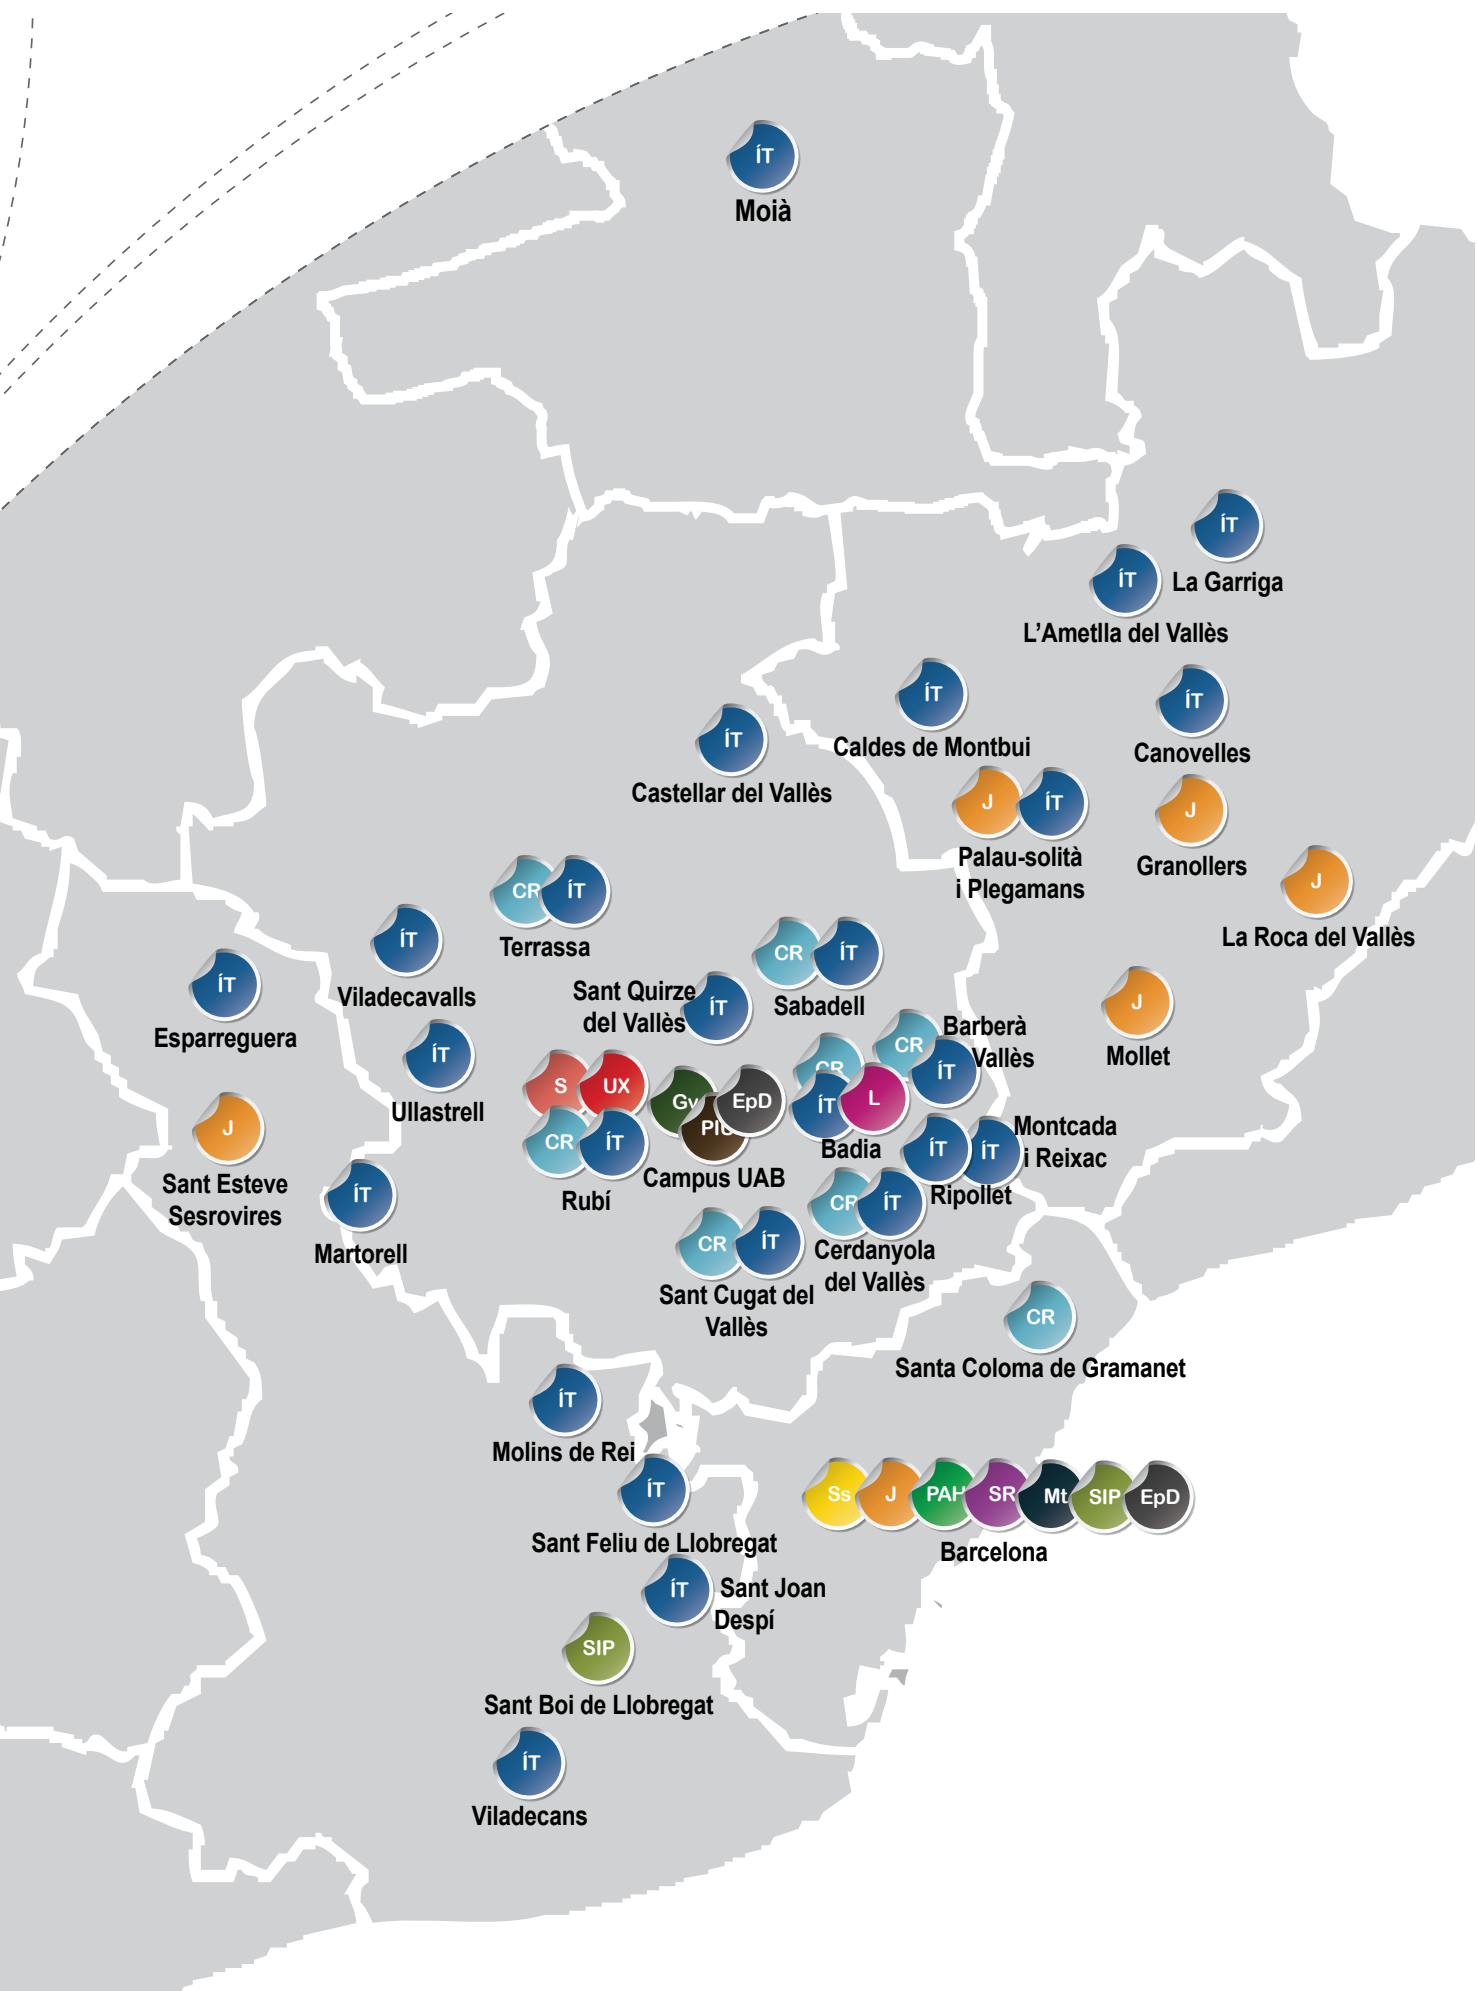 ÍT
Moià
ÍT
La Garriga
ÍT
L'Ametlla del Vallès
ÍT
Caldes de Montbui
ÍT
Canovelles
ÍT
Castellar del Vallès
J ÍT
Palau-solità
i Plegamans
J
Granollers
J
La Roca del Vallès
CR ÍT
Terrassa
ÍT
Viladecavalls
CR ÍT
Sabadell
ÍT
Esparreguera
Sant Quirze
del Vallès
ÍT
J
Mollet
ÍT
Ullastrell
CR ÍT
Barberà
Vallès
S UX
CR ÍT
Rubí
Gv PIU EpD
Campus UAB
CR ÍT L
Badia
J
Sant Esteve
Sesrovires
ÍT
Ripollet
ÍT
Montcada
i Reixac
ÍT
Martorell
CR ÍT
Cerdanyola
del Vallès
CR ÍT
Sant Cugat del
Vallès
CR
Santa Coloma de Gramanet
ÍT
Molins de Rei
ÍT
Sant Feliu de Llobregat
Ss J PAH SR Mt SIP EpD
Barcelona
ÍT
Sant Joan
Despí
SIP
Sant Boi de Llobregat
ÍT
Viladecans